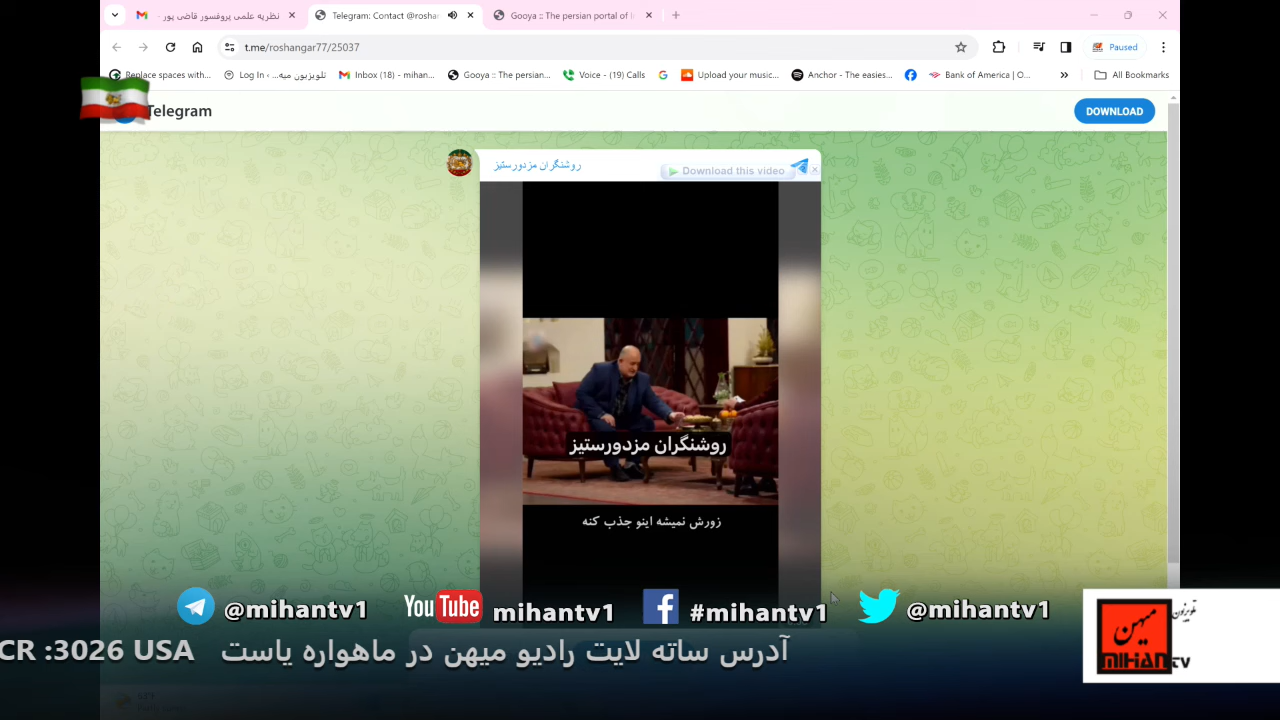 نظریه علمی پروفسور قاضی پور -
Telegram: Contact @roshan
Gooya :: The persian portal of i
t.me/roshangar77/25037
Paused
Replace spaces with...
Log In ‹ تلویزیون میه...
Inbox (18) - mihan...
Gooya :: The persian...
Voice - (19) Calls
Upload your music...
Anchor - The easies...
Bank of America | O...
»
All Bookmarks
Telegram
DOWNLOAD
روشنگران مزدورستیز
Download this video
روشنگران مزدورستیز
زورش نمیشه اینو جذب کنه
@mihantv1
YouTube mihantv1
#mihantv1
@mihantv1
CR :3026 USA آدرس ساته لایت رادیو میهن در ماهواره یاست
تلویزیون
میهن
MIHAN TV